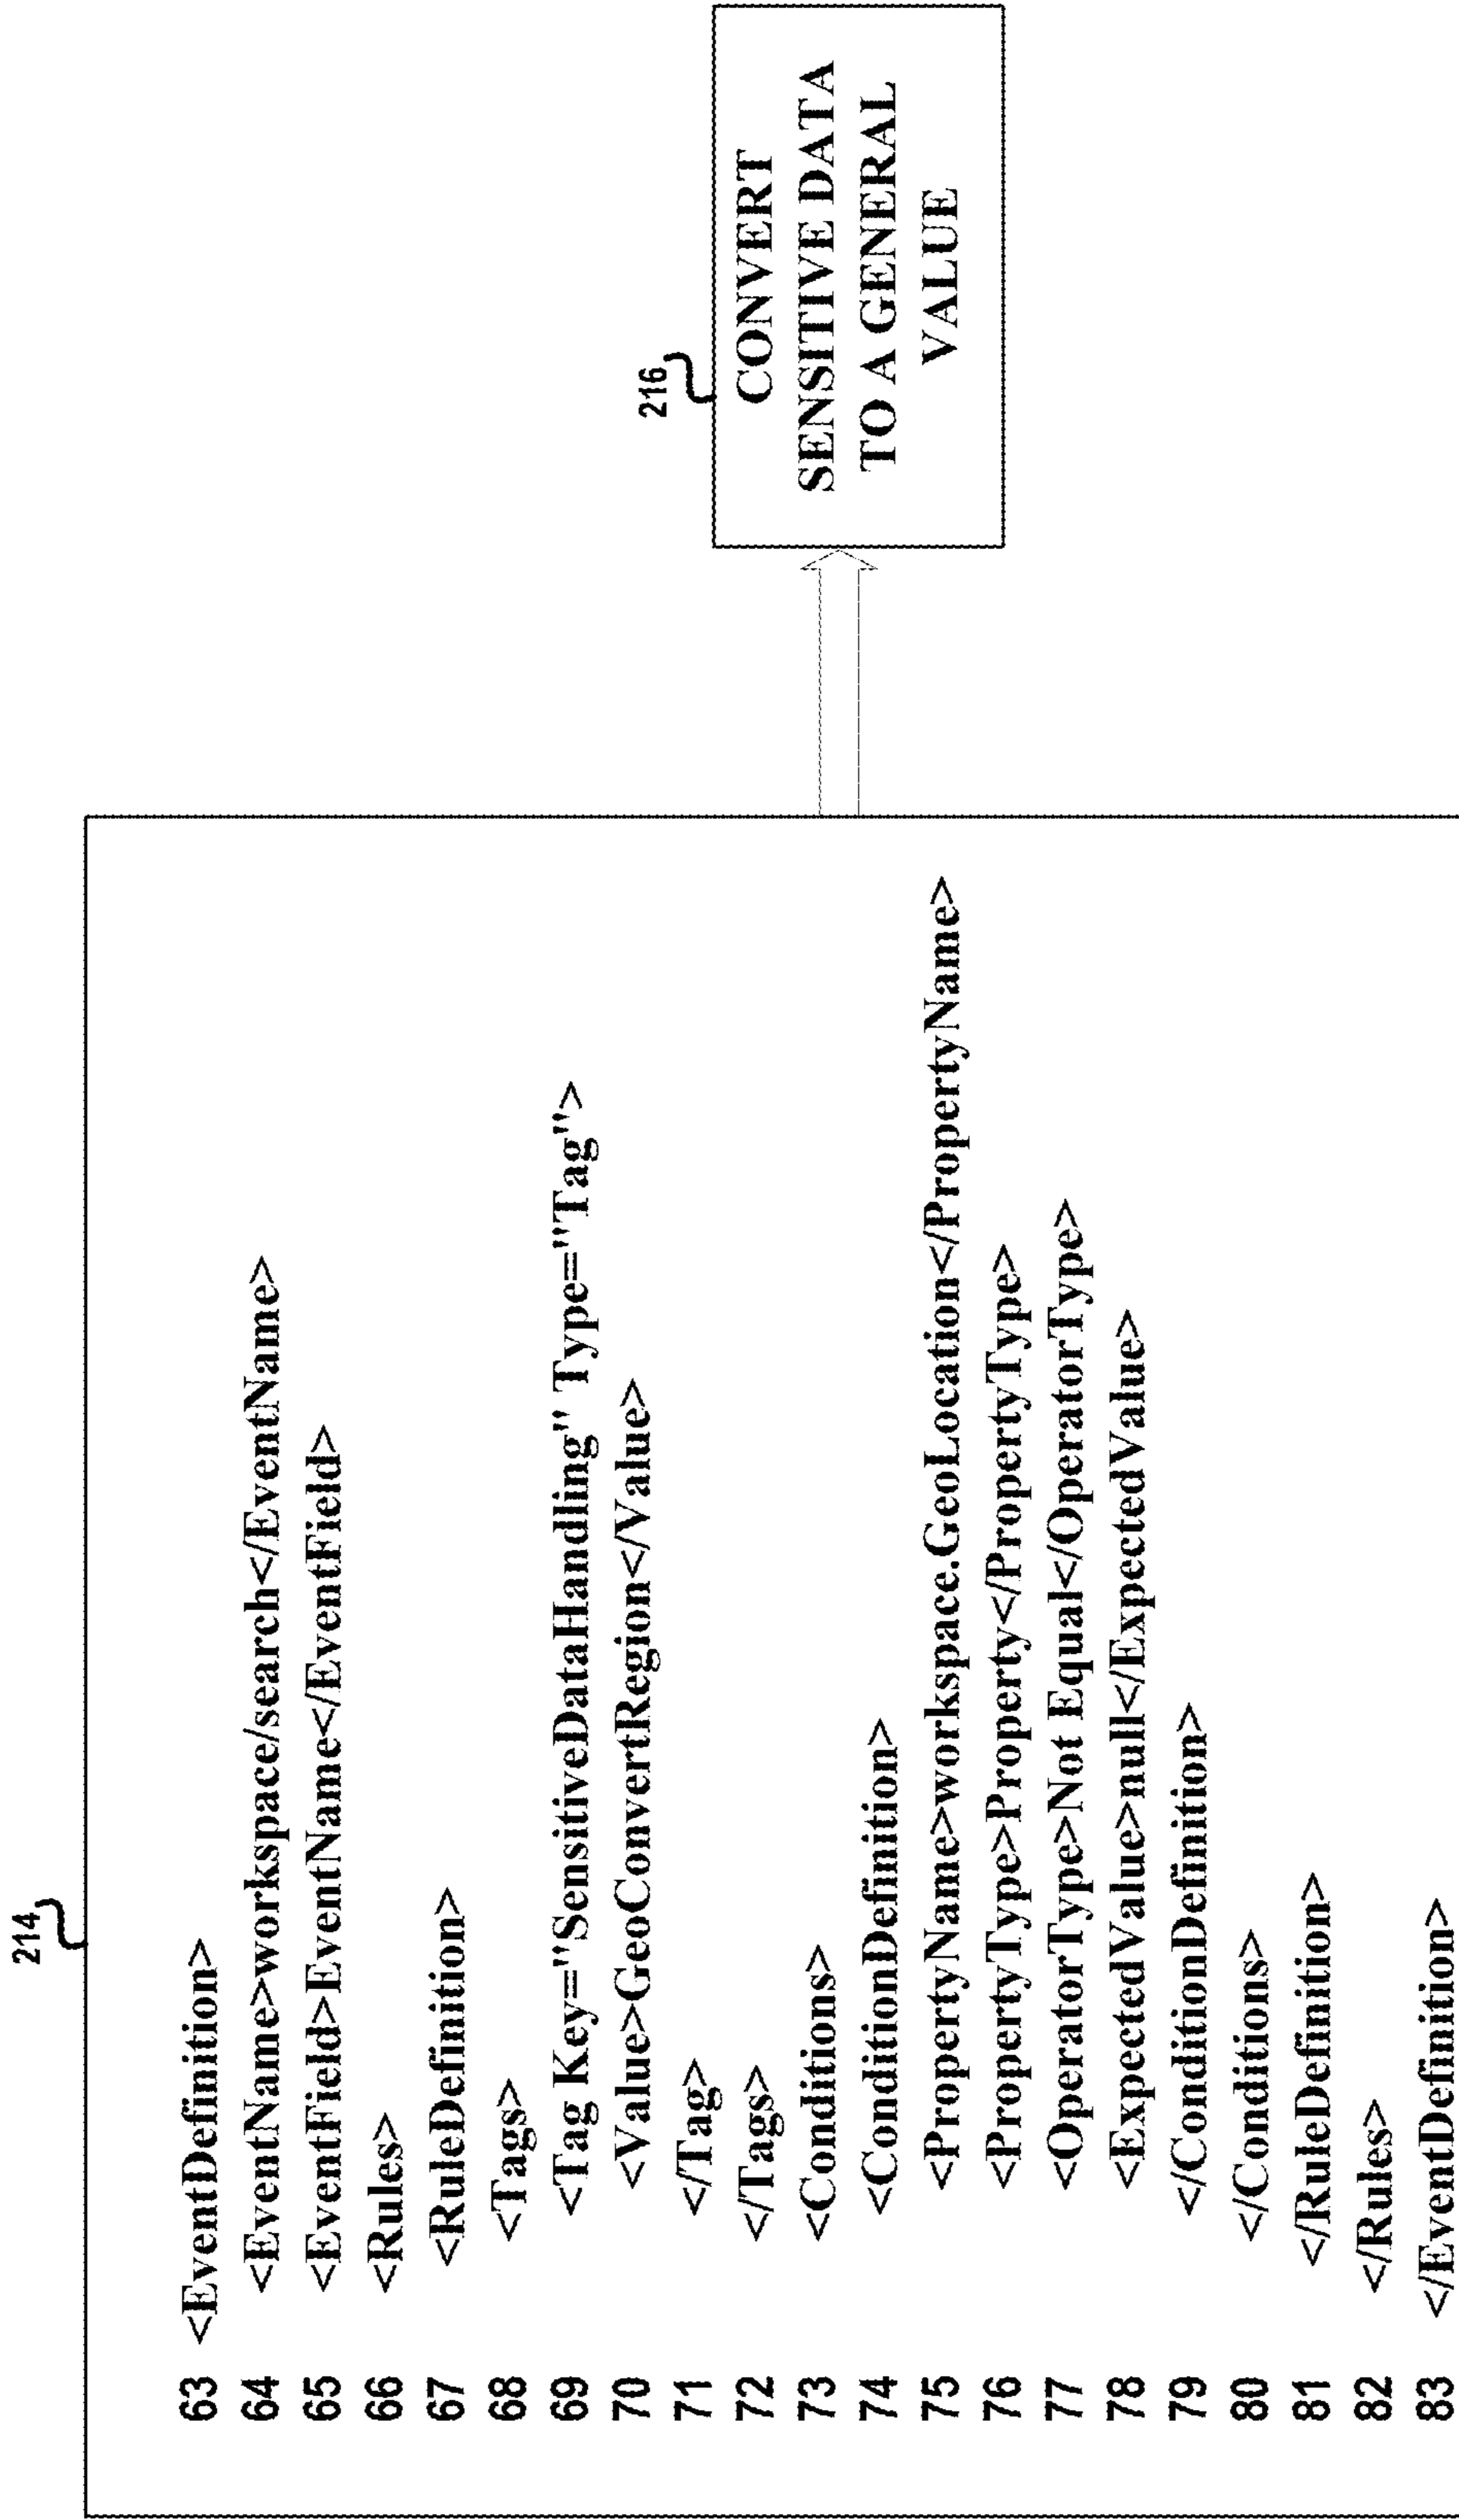 214
63 <EventDefinition>
64 <EventName>workspace/search</EventName>
65 <EventField>EventName</EventField>
66 <Rules>
67 <RuleDefinition>
68 <Tags>
69 <Tag Key="SensitiveDataHandling" Type="Tag">
70 <Value>GeoConvertRegion</Value>
71 </Tag>
72 </Tags>
73 <Conditions>
74 <ConditionDefinition>
75 <PropertyName>workspace.GeoLocation</PropertyName>
76 <PropertyType>Property</PropertyType>
77 <OperatorType>Not Equal</OperatorType>
78 <ExpectedValue>null</ExpectedValue>
79 </ConditionDefinition>
80 </Conditions>
81 </RuleDefinition>
82 </Rules>
83 </EventDefinition>
216
CONVERT
SENSITIVE DATA
TO A GENERAL
VALUE